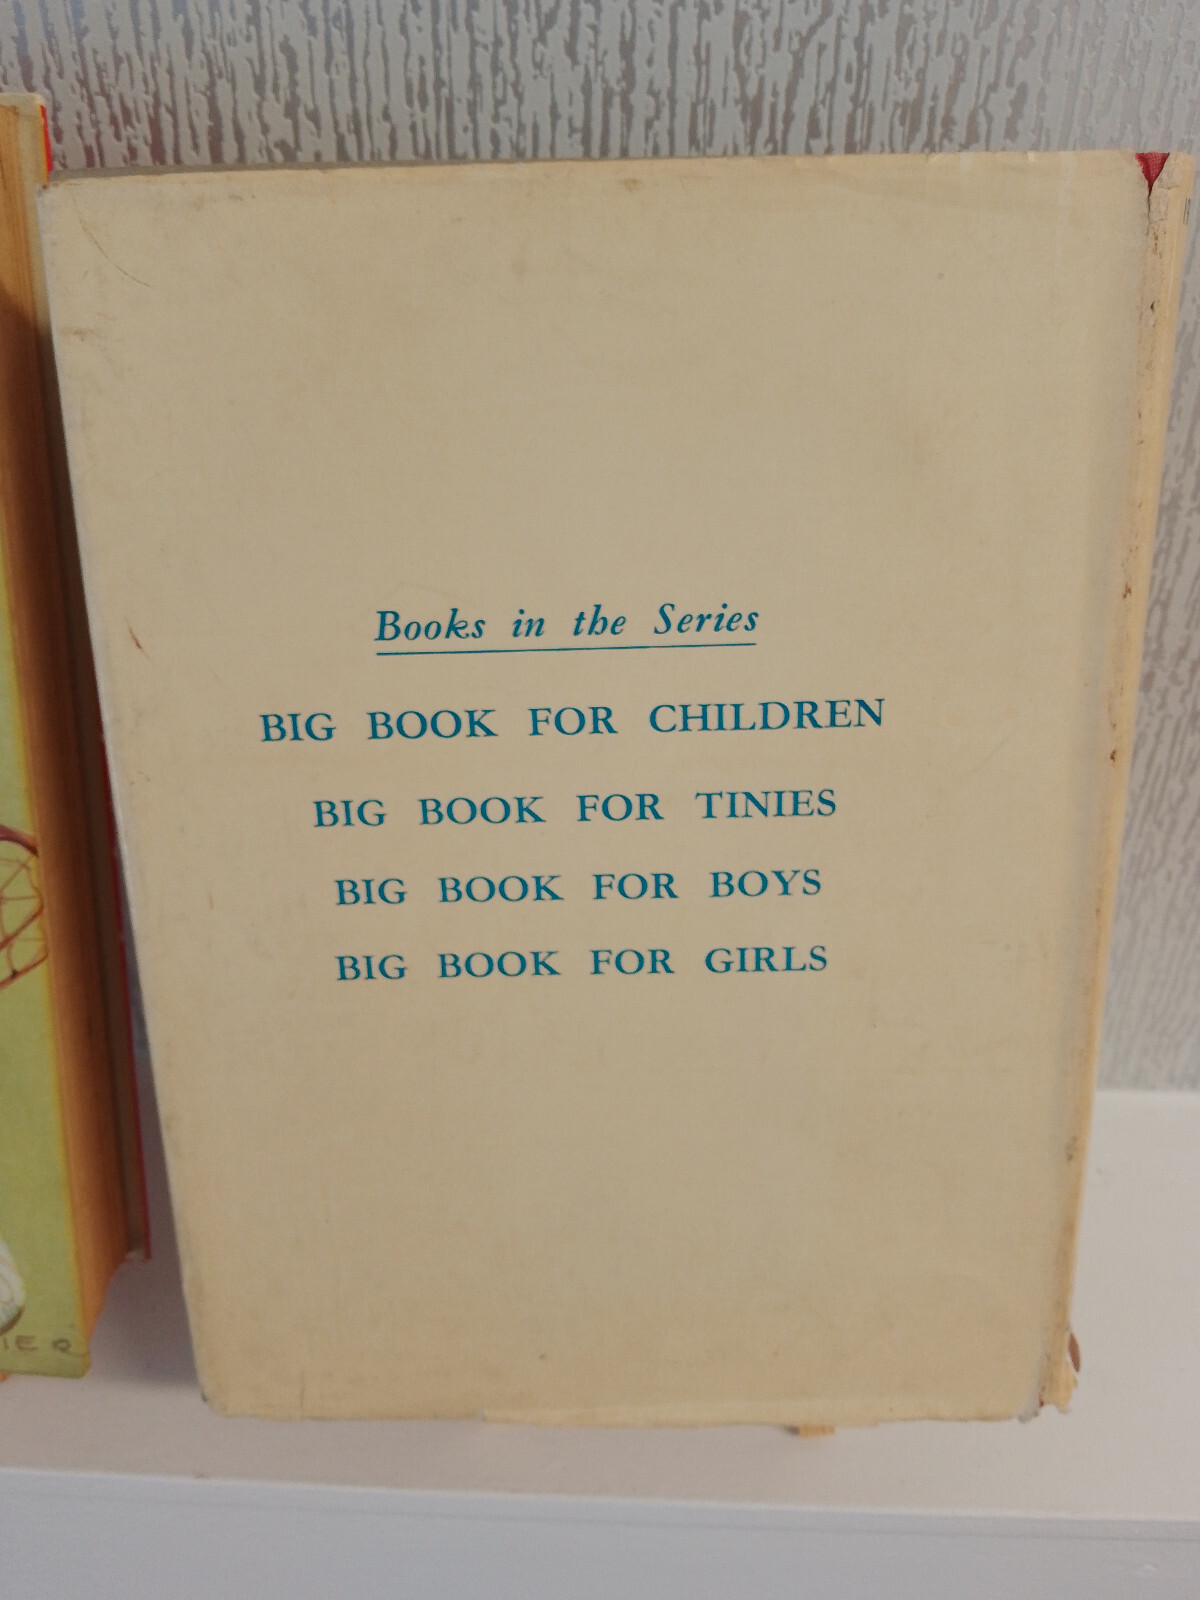 Books in the Series
BIG BOOK FOR CHILDREN
BIG BOOK FOR TINIES
BIG BOOK FOR BOYS
BIG BOOK FOR GIRLS